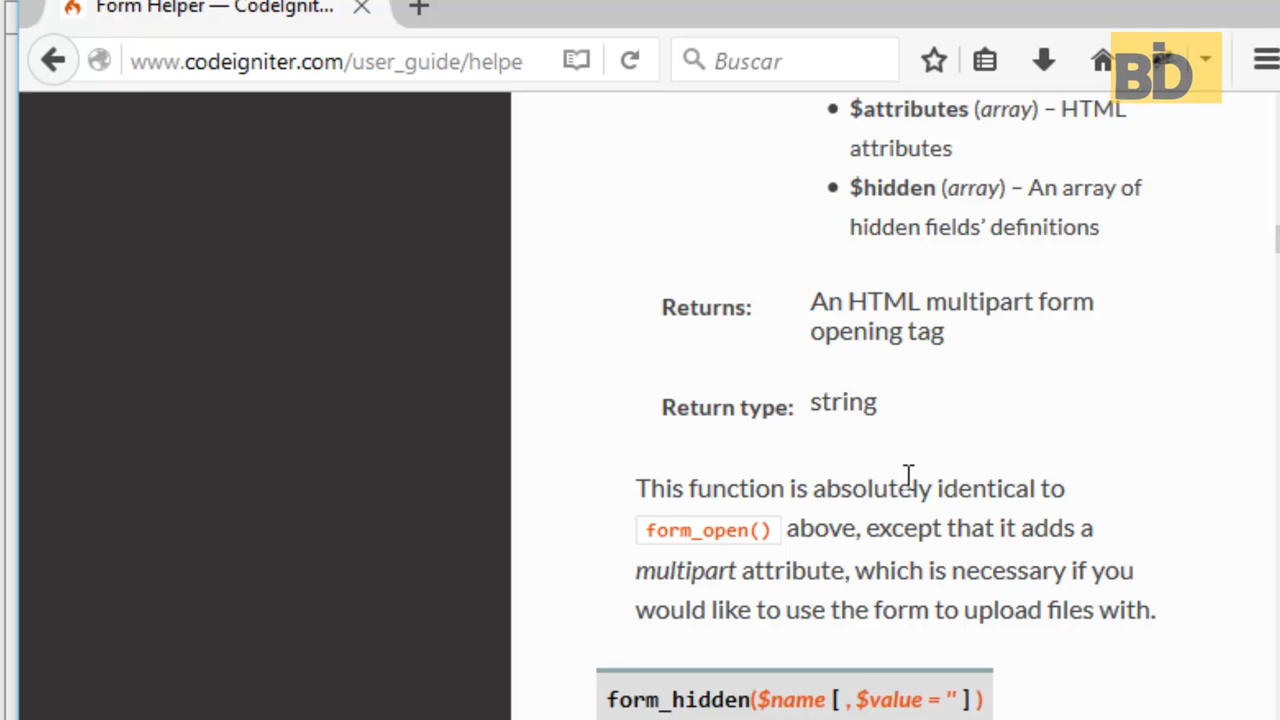 Form Helper — CodeIgnit...
www.codeigniter.com/user_guide/helpe
Buscar
BD
$attributes (array) – HTML
attributes
$hidden (array) – An array of
hidden fields’ definitions
Returns: An HTML multipart form
opening tag
Return type: string
This function is absolutely identical to
form_open() above, except that it adds a
multipart attribute, which is necessary if you
would like to use the form to upload files with.
form_hidden($name [ , $value = '' ] )